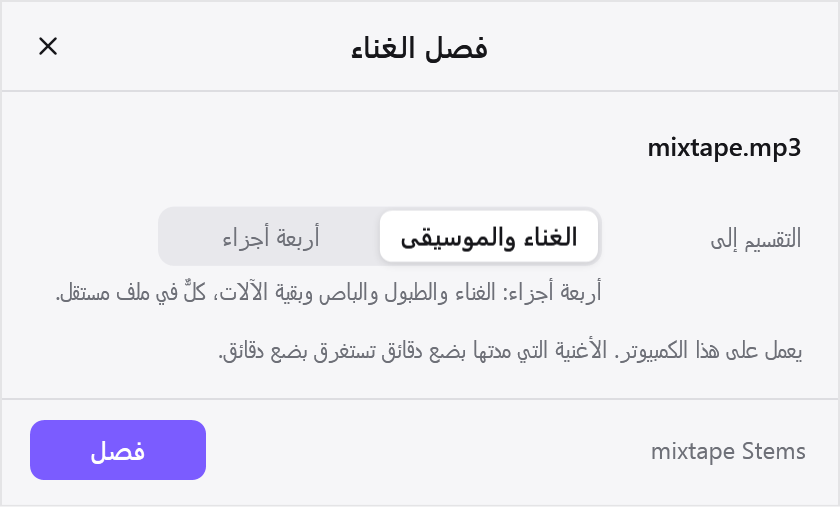 فصل الغناء
mixtape.mp3
التقسيم إلى
الغناء والموسيقى
أربعة أجزاء
أربعة أجزاء: الغناء والطبول والباص وبقية الآلات، كلٌّ في ملف مستقل.
يعمل على هذا الكمبيوتر. الأغنية التي مدتها بضع دقائق تستغرق بضع دقائق.
mixtape Stems
فصل